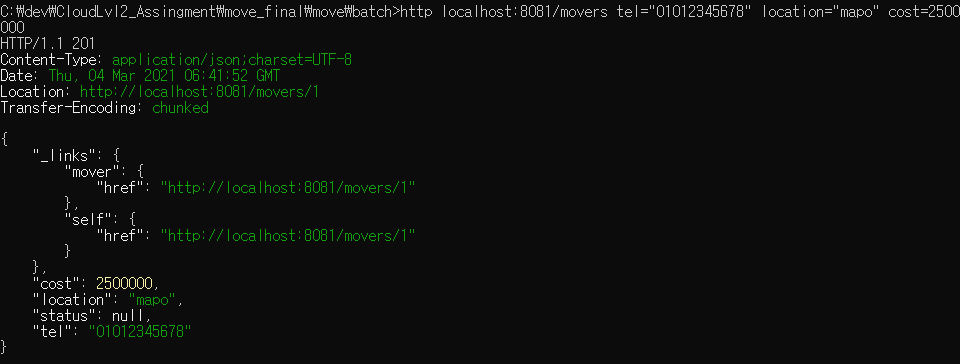 C:₩dev₩CloudLvl2_Assingment₩move_final₩move₩batch>http localhost:8081/movers tel="01012345678" location="mapo" cost=2500
000
HTTP/1.1 201
Content-Type: application/json;charset=UTF-8
Date: Thu, 04 Mar 2021 06:41:52 GMT
Location: http://localhost:8081/movers/1
Transfer-Encoding: chunked

{
    "_links": {
        "mover": {
            "href": "http://localhost:8081/movers/1"
        },
        "self": {
            "href": "http://localhost:8081/movers/1"
        }
    },
    "cost": 2500000,
    "location": "mapo",
    "status": null,
    "tel": "01012345678"
}